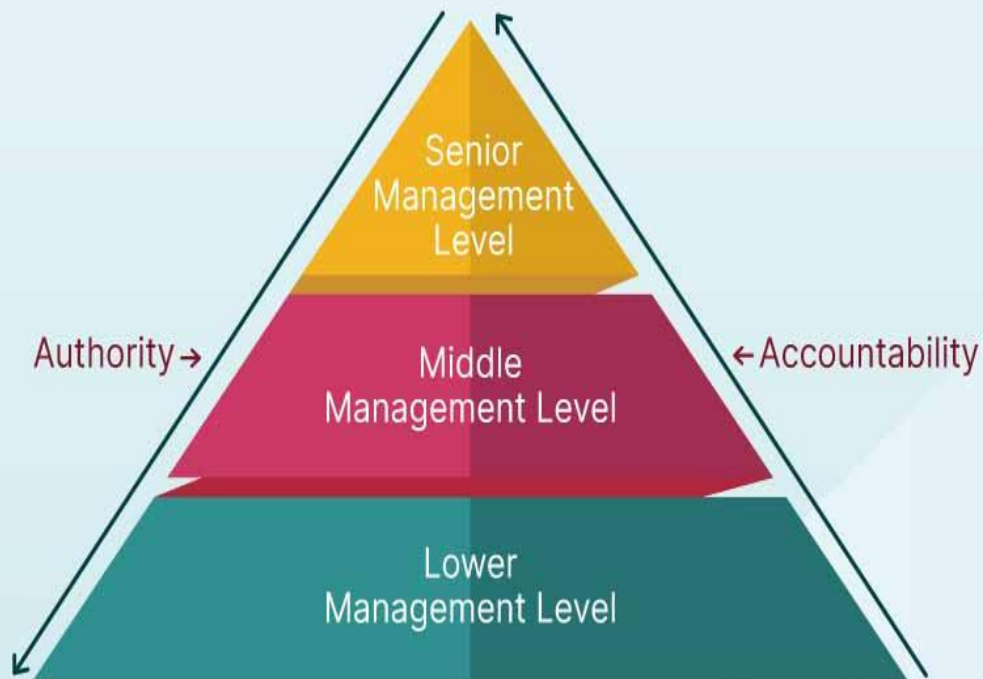 Senior
Management
Level
Authority→
Middle
Management Level
←Accountability
Lower
Management Level